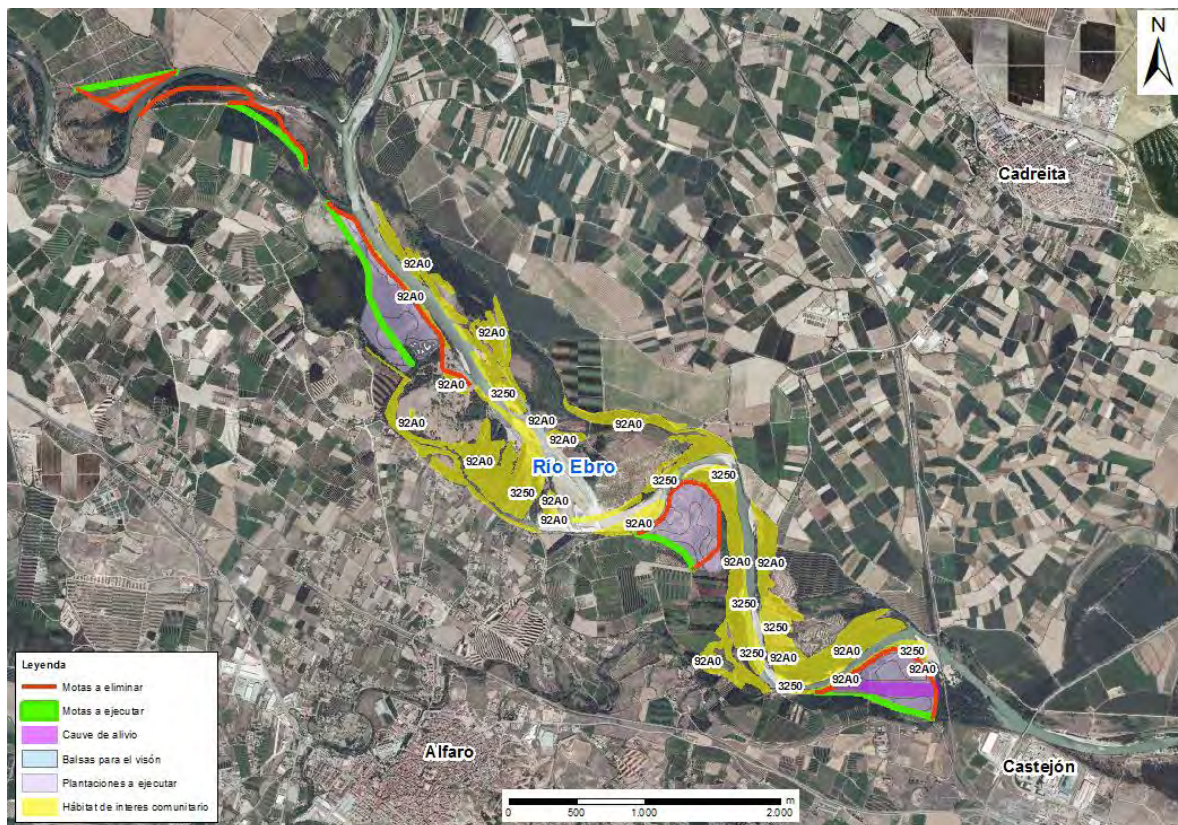 N
Cadreita
92A0
92A0
92A0
92A0
3250
92A0
92A0
92A0
92A0
92A0
Río Ebro
3250
3250
3250
92A0
92A0
92A0
92A0
92A0
3250
3250
92A0
3250
92A0
92A0
3250
92A0
92A0
3250
Leyenda
Motas a eliminar
Motas a ejecutar
Cauve de alivio
Balsas para el visón
Plantaciones a ejecutar
Hábitat de interes comunitario
Alfaro
Castejón
m
0 500 1.000 2.000